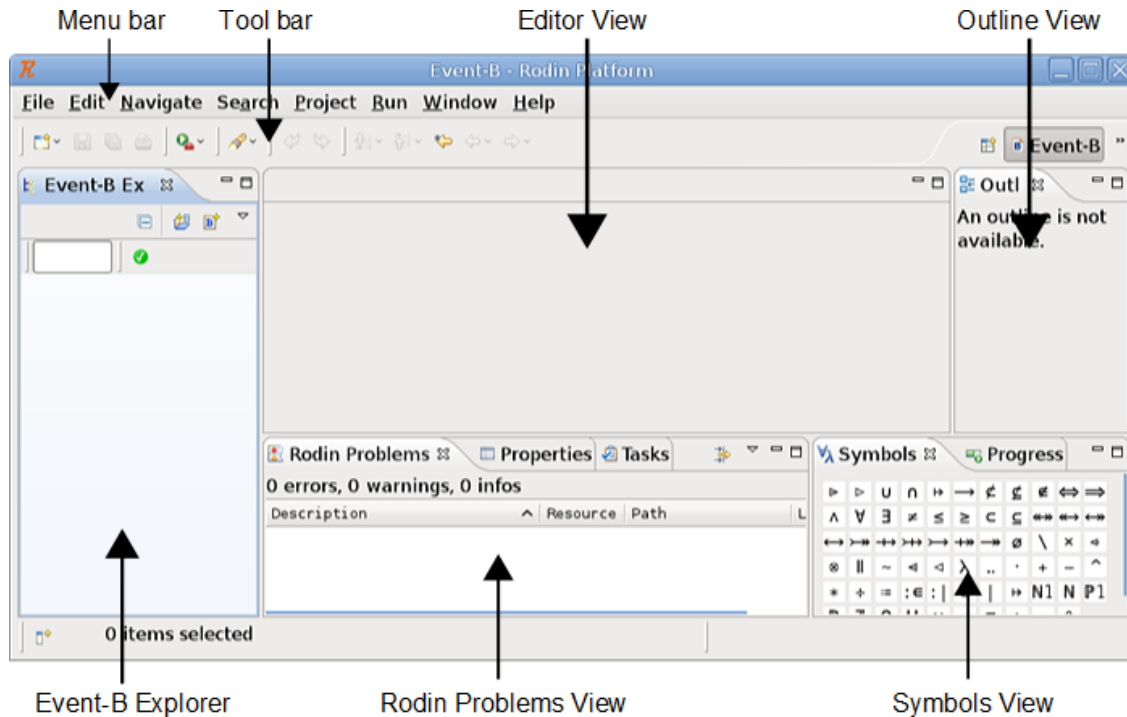 Menu bar Tool bar Editor View Outline View
Event-B - Rodin Platform
File Edit Navigate Search Project Run Window Help
Event-B
Event-B Ex Outl
An outline is not
available.
Rodin Problems Properties Tasks Symbols Progress
0 errors, 0 warnings, 0 infos
Description Resource Path L
∧ ∀ ∃
λ
N1 N P1
0 items selected
Event-B Explorer Rodin Problems View Symbols View